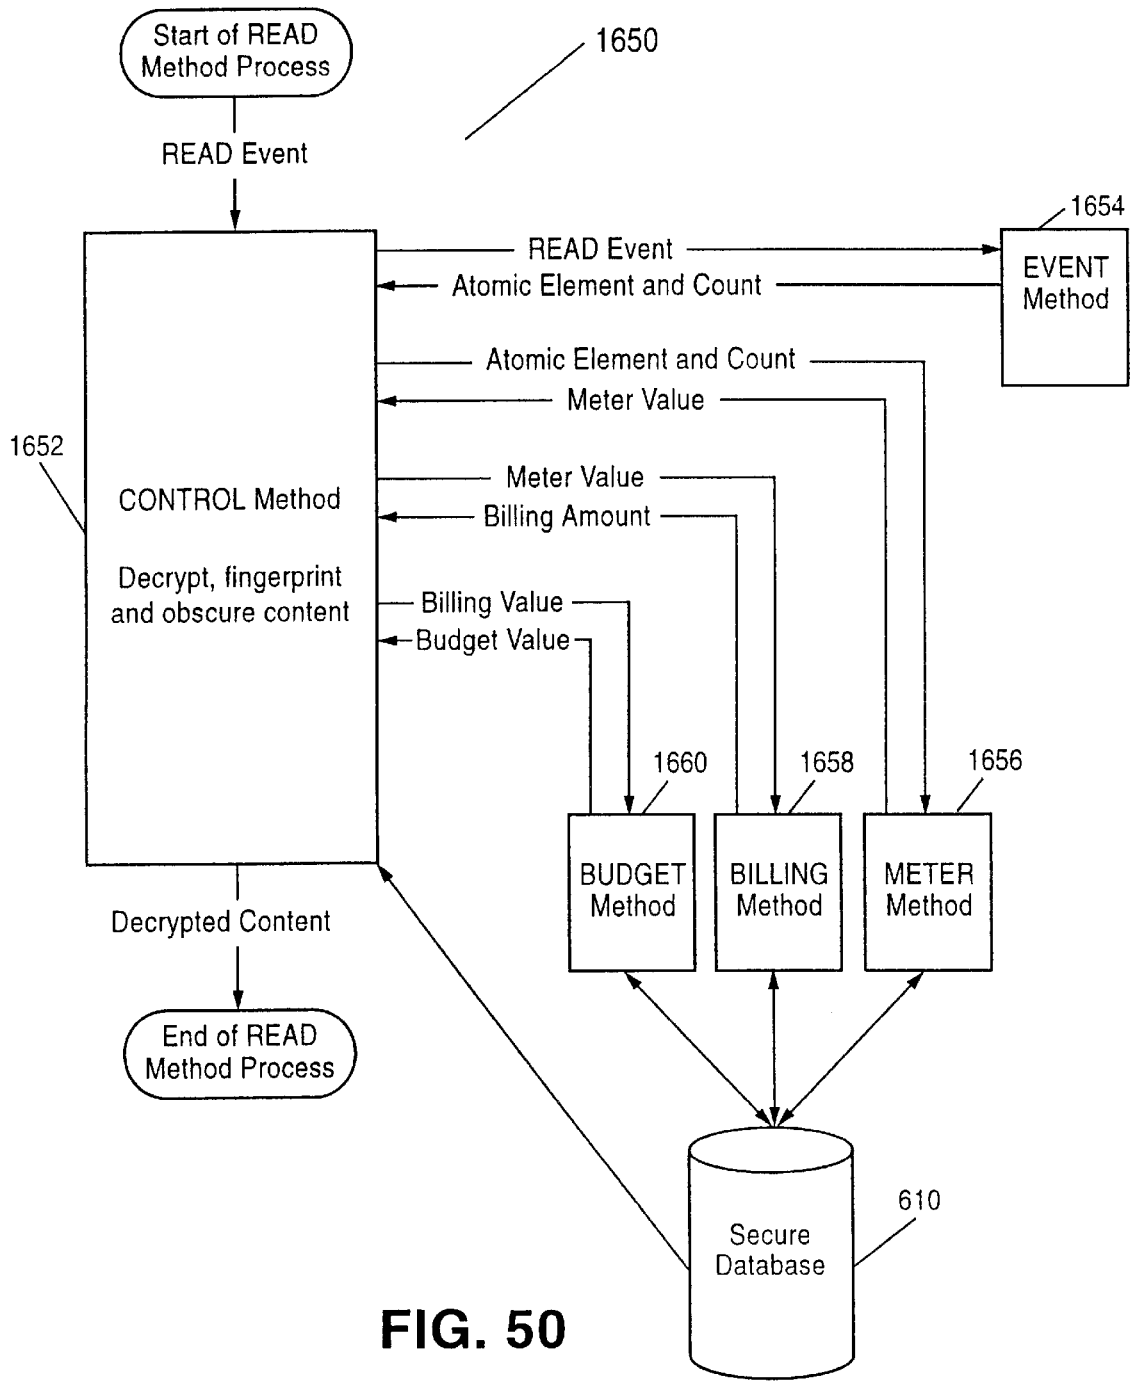 Start of READ
Method Process
1650
READ Event
1654
READ Event
EVENT
Method
Atomic Element and Count
Atomic Element and Count
Meter Value
1652
CONTROL Method
Meter Value
Billing Amount
Decrypt, fingerprint
and obscure content
Billing Value
Budget Value
1660
1658
1656
BUDGET
Method
BILLING
Method
METER
Method
Decrypted Content
End of READ
Method Process
610
Secure
Database
FIG. 50